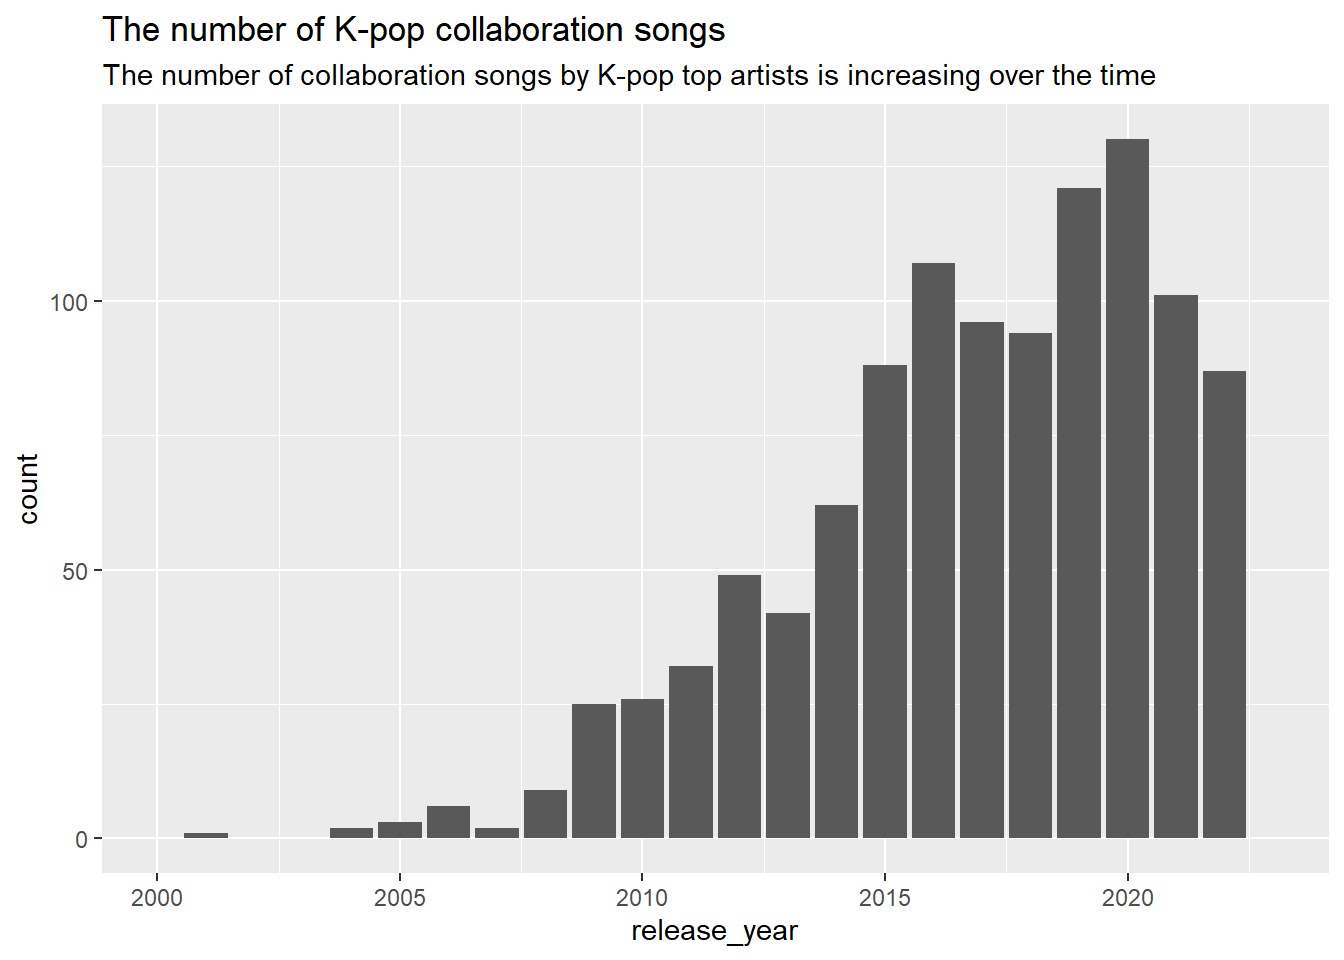 The number of K-pop collaboration songs
The number of collaboration songs by K-pop top artists is increasing over the time
100
50
0
count
2000 2005 2010 2015 2020
release_year